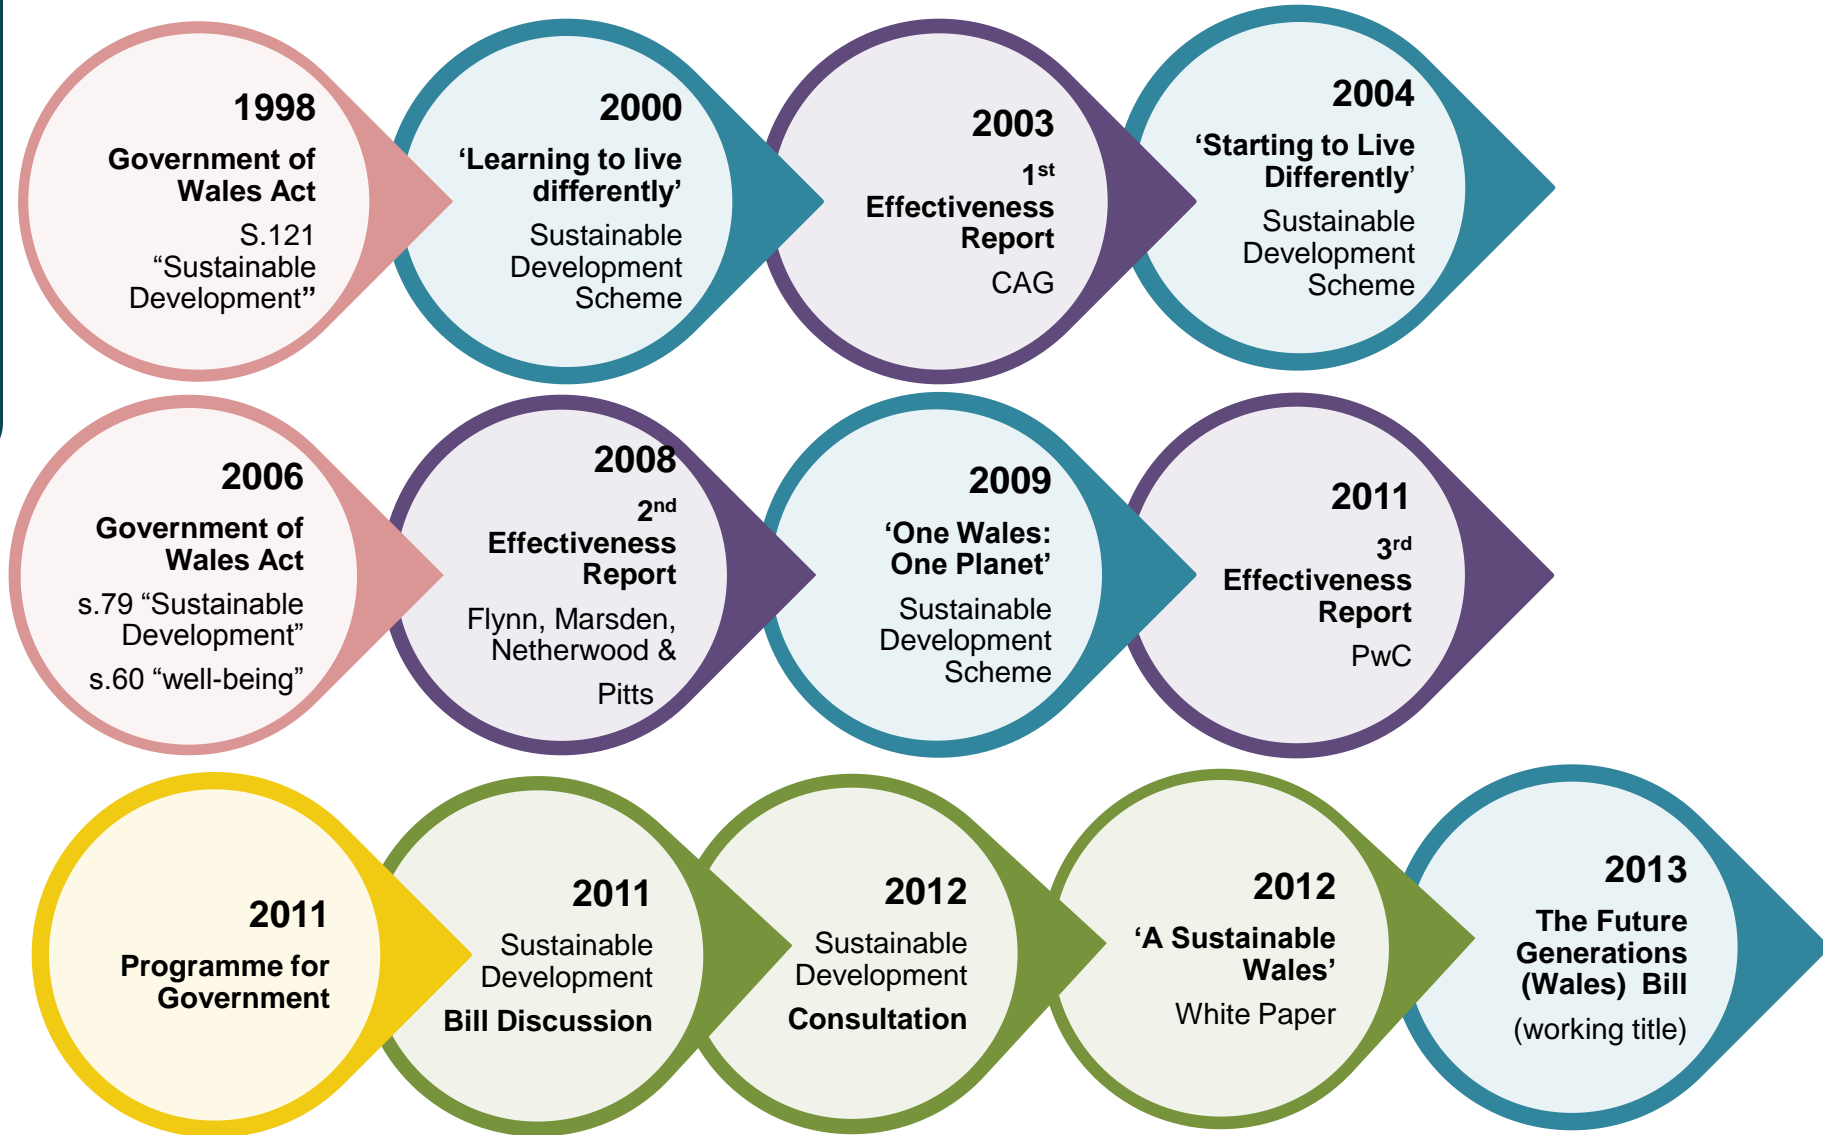 1998
Government of
Wales Act
S.121
“Sustainable
Development”
2000
‘Learning to live
differently’
Sustainable
Development
Scheme
2003
1st
Effectiveness
Report
CAG
2004
‘Starting to Live
Differently’
Sustainable
Development
Scheme
2006
Government of
Wales Act
s.79 “Sustainable
Development”
s.60 “well-being”
2008
2nd
Effectiveness
Report
Flynn, Marsden,
Netherwood &
Pitts
2009
‘One Wales:
One Planet’
Sustainable
Development
Scheme
2011
3rd
Effectiveness
Report
PwC
2011
Programme for
Government
2011
Sustainable
Development
Bill Discussion
2012
Sustainable
Development
Consultation
2012
‘A Sustainable
Wales’
White Paper
2013
The Future
Generations
(Wales) Bill
(working title)